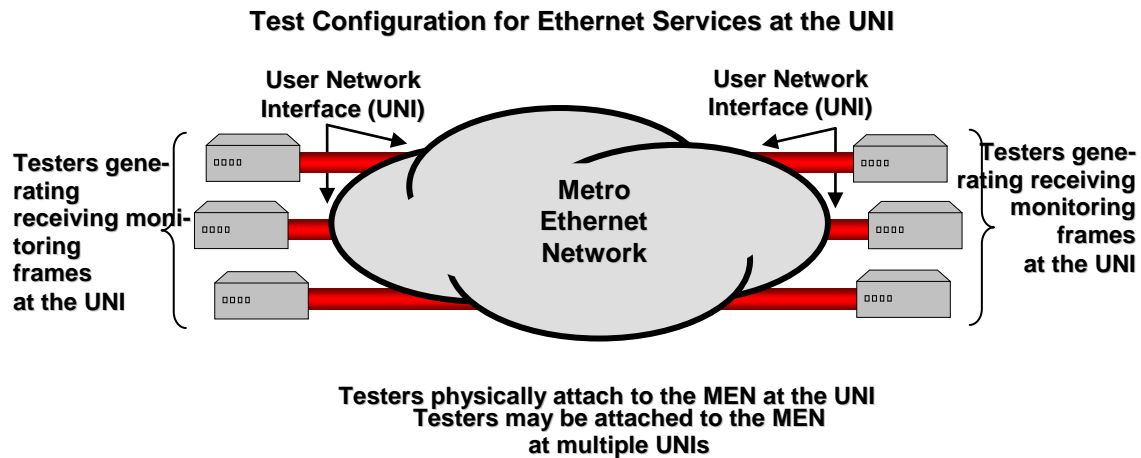 Test Configuration for Ethernet Services at the UNI
User Network
Interface (UNI)
User Network
Interface (UNI)
Testers gene-
rating
receiving moni-
toring
frames
at the UNI
Metro
Ethernet
Network
Testers gene-
rating receiving
monitoring
frames
at the UNI
Testers physically attach to the MEN at the UNI
Testers may be attached to the MEN
at multiple UNIs